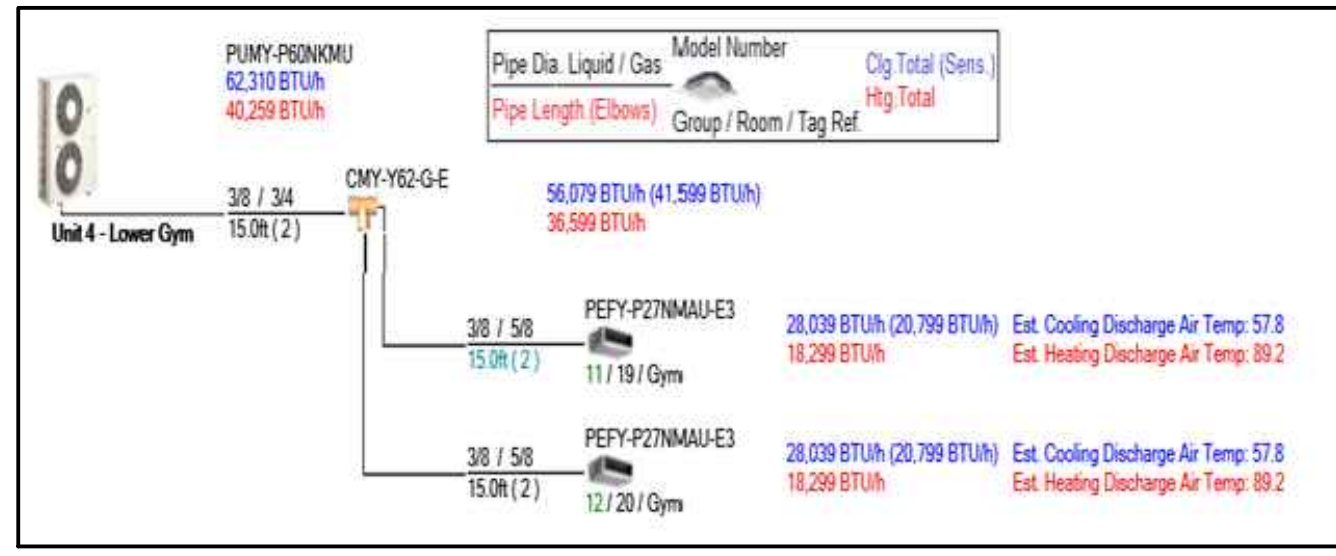 PUMY-P60NKMU
62,310 BTU/h
40,259 BTU/h
Pipe Dia. Liquid / Gas
Pipe Length (Elbows)
Model Number
Group / Room / Tag Ref.
Clg.Total (Sens.)
Htg.Total
Unit 4 - Lower Gym
3/8 / 3/4
15.0ft ( 2 )
CMY-Y62-G-E
56,079 BTU/h (41,599 BTU/h)
36,599 BTU/h
3/8 / 5/8
15.0ft ( 2 )
PEFY-P27NMAU-E3
11 / 19 / Gym
28,039 BTU/h (20,799 BTU/h) Est. Cooling Discharge Air Temp: 57.8
18,299 BTU/h Est. Heating Discharge Air Temp: 89.2
3/8 / 5/8
15.0ft ( 2 )
PEFY-P27NMAU-E3
12 / 20 / Gym
28,039 BTU/h (20,799 BTU/h) Est. Cooling Discharge Air Temp: 57.8
18,299 BTU/h Est. Heating Discharge Air Temp: 89.2